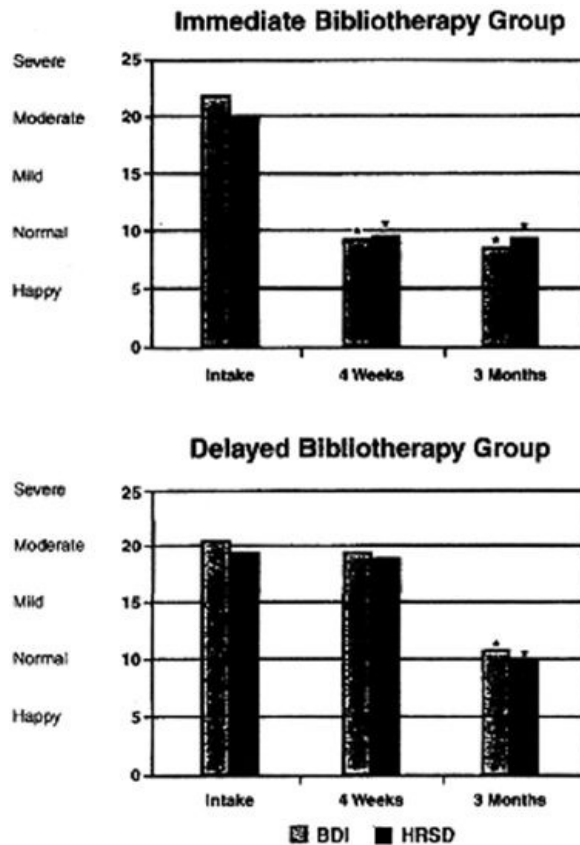 Immediate Bibliotherapy Group
Severe 25
Moderate 20
Mild 15
Normal 10
Happy 5
0
Intake 4 Weeks 3 Months
Delayed Bibliotherapy Group
Severe 25
Moderate 20
Mild 15
Normal 10
Happy 5
0
Intake 4 Weeks 3 Months
BDI HRSD